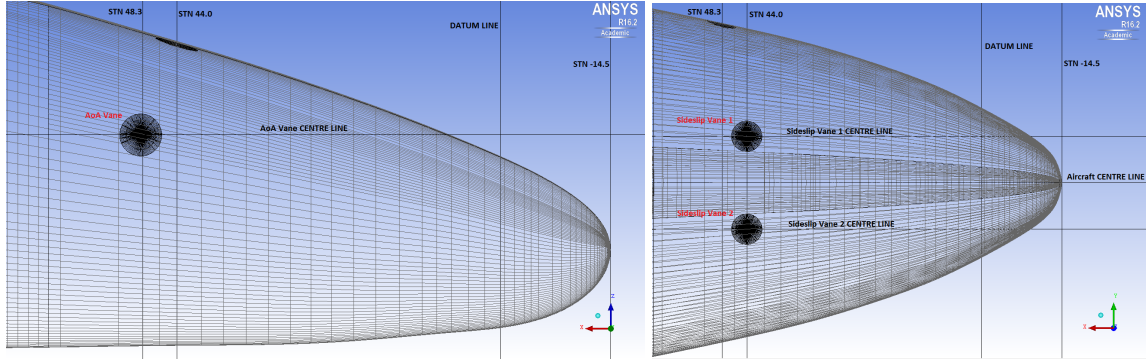 STN 48.3
STN 44.0
DATUM LINE
ANSYS
R16.2
Academic
STN -14.5
AoA Vane
AoA Vane CENTRE LINE
Z
X
STN 48.3
STN 44.0
DATUM LINE
ANSYS
R16.2
Academic
STN -14.5
Sideslip Vane 1
Sideslip Vane 1 CENTRE LINE
Aircraft CENTRE LINE
Sideslip Vane 2
Sideslip Vane 2 CENTRE LINE
Y
X